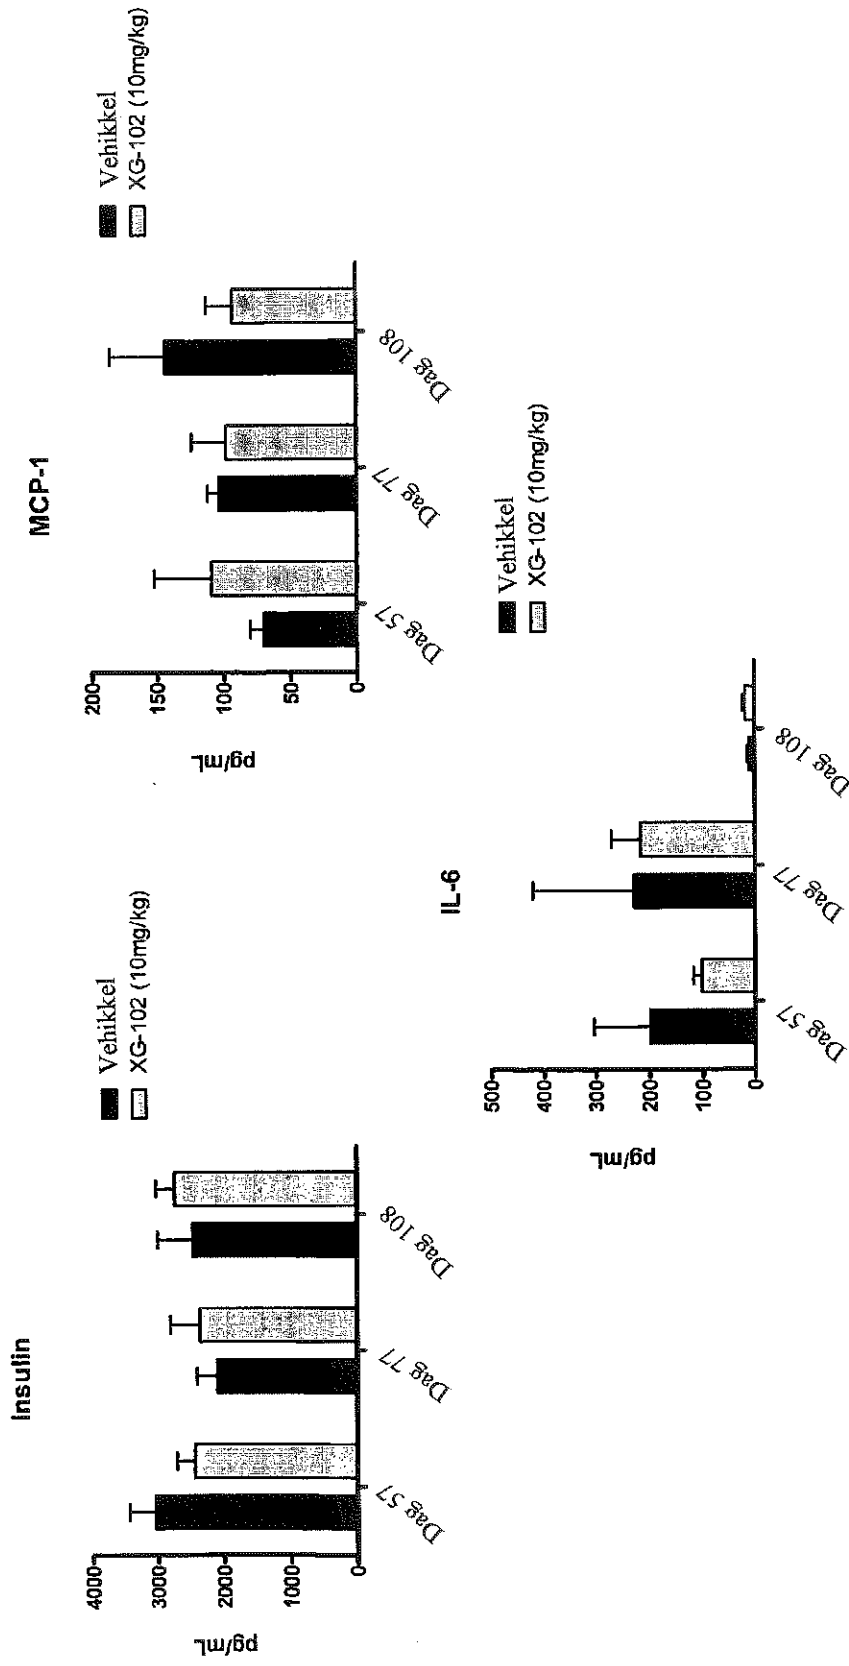 Insulin
pg/mL
4000
3000
2000
1000
0
Dag 57
Dag 77
Dag 108
Vehikkel
XG-102 (10mg/kg)
MCP-1
pg/mL
200
150
100
50
0
Dag 57
Dag 77
Dag 108
Vehikkel
XG-102 (10mg/kg)
IL-6
pg/mL
500
400
300
200
100
0
Dag 57
Dag 77
Dag 108
Vehikkel
XG-102 (10mg/kg)